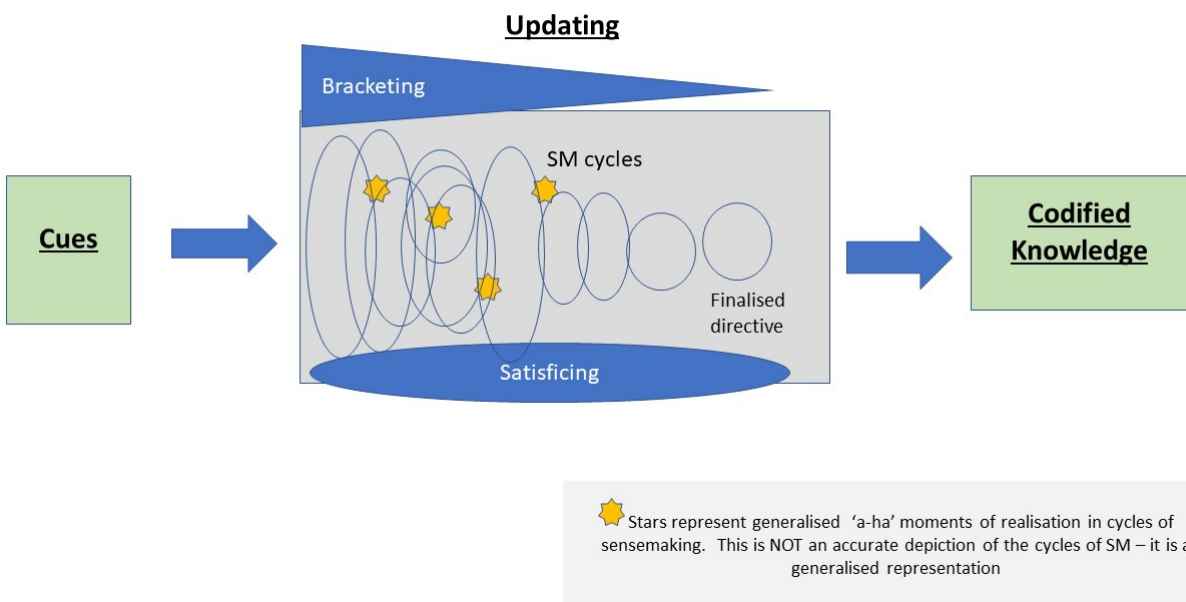 Updating
Bracketing
SM cycles
Cues
Codified
Knowledge
Finalised
directive
Satisficing
Stars represent generalised ‘a-ha’ moments of realisation in cycles of
sensemaking. This is NOT an accurate depiction of the cycles of SM – it is a
generalised representation